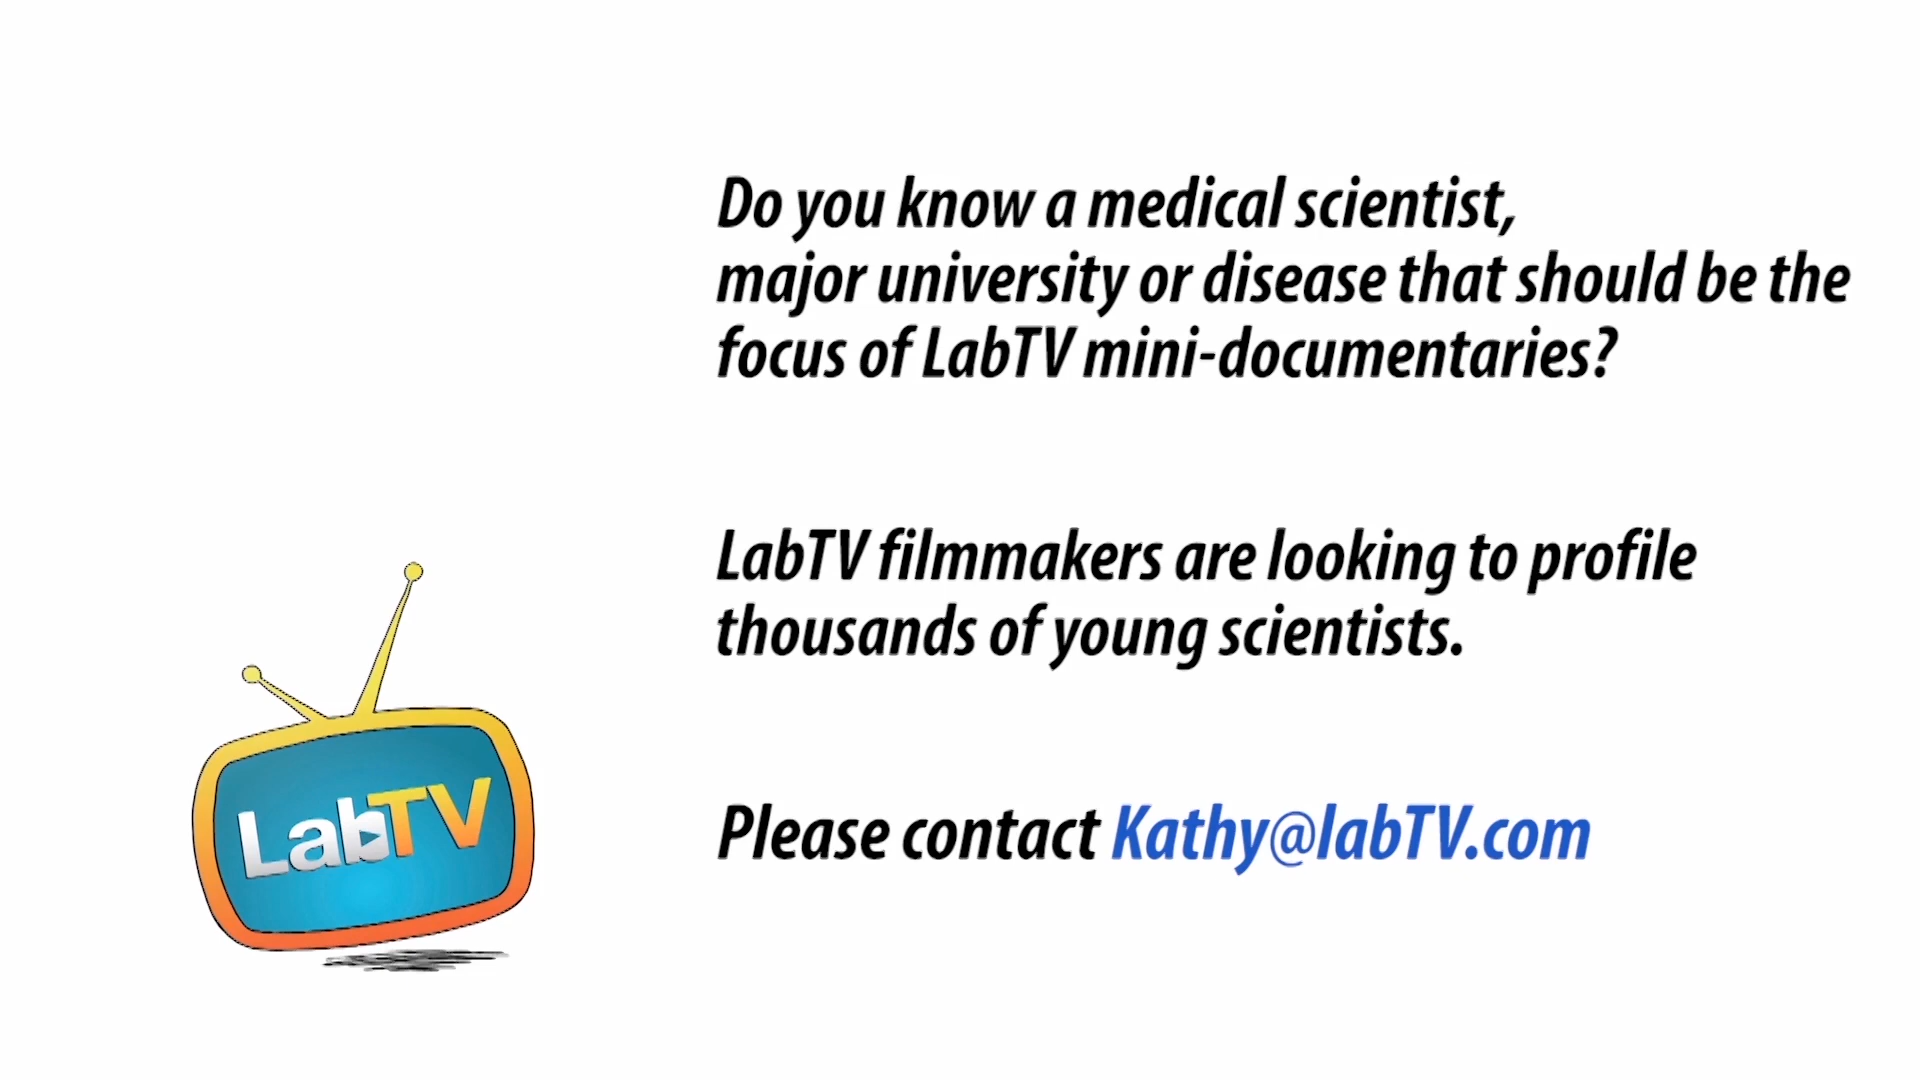 Do you know a medical scientist,
major university or disease that should be the
focus of LabTV mini-documentaries?
LabTV filmmakers are looking to profile
thousands of young scientists.
LabTV
Please contact Kathy@labTV.com